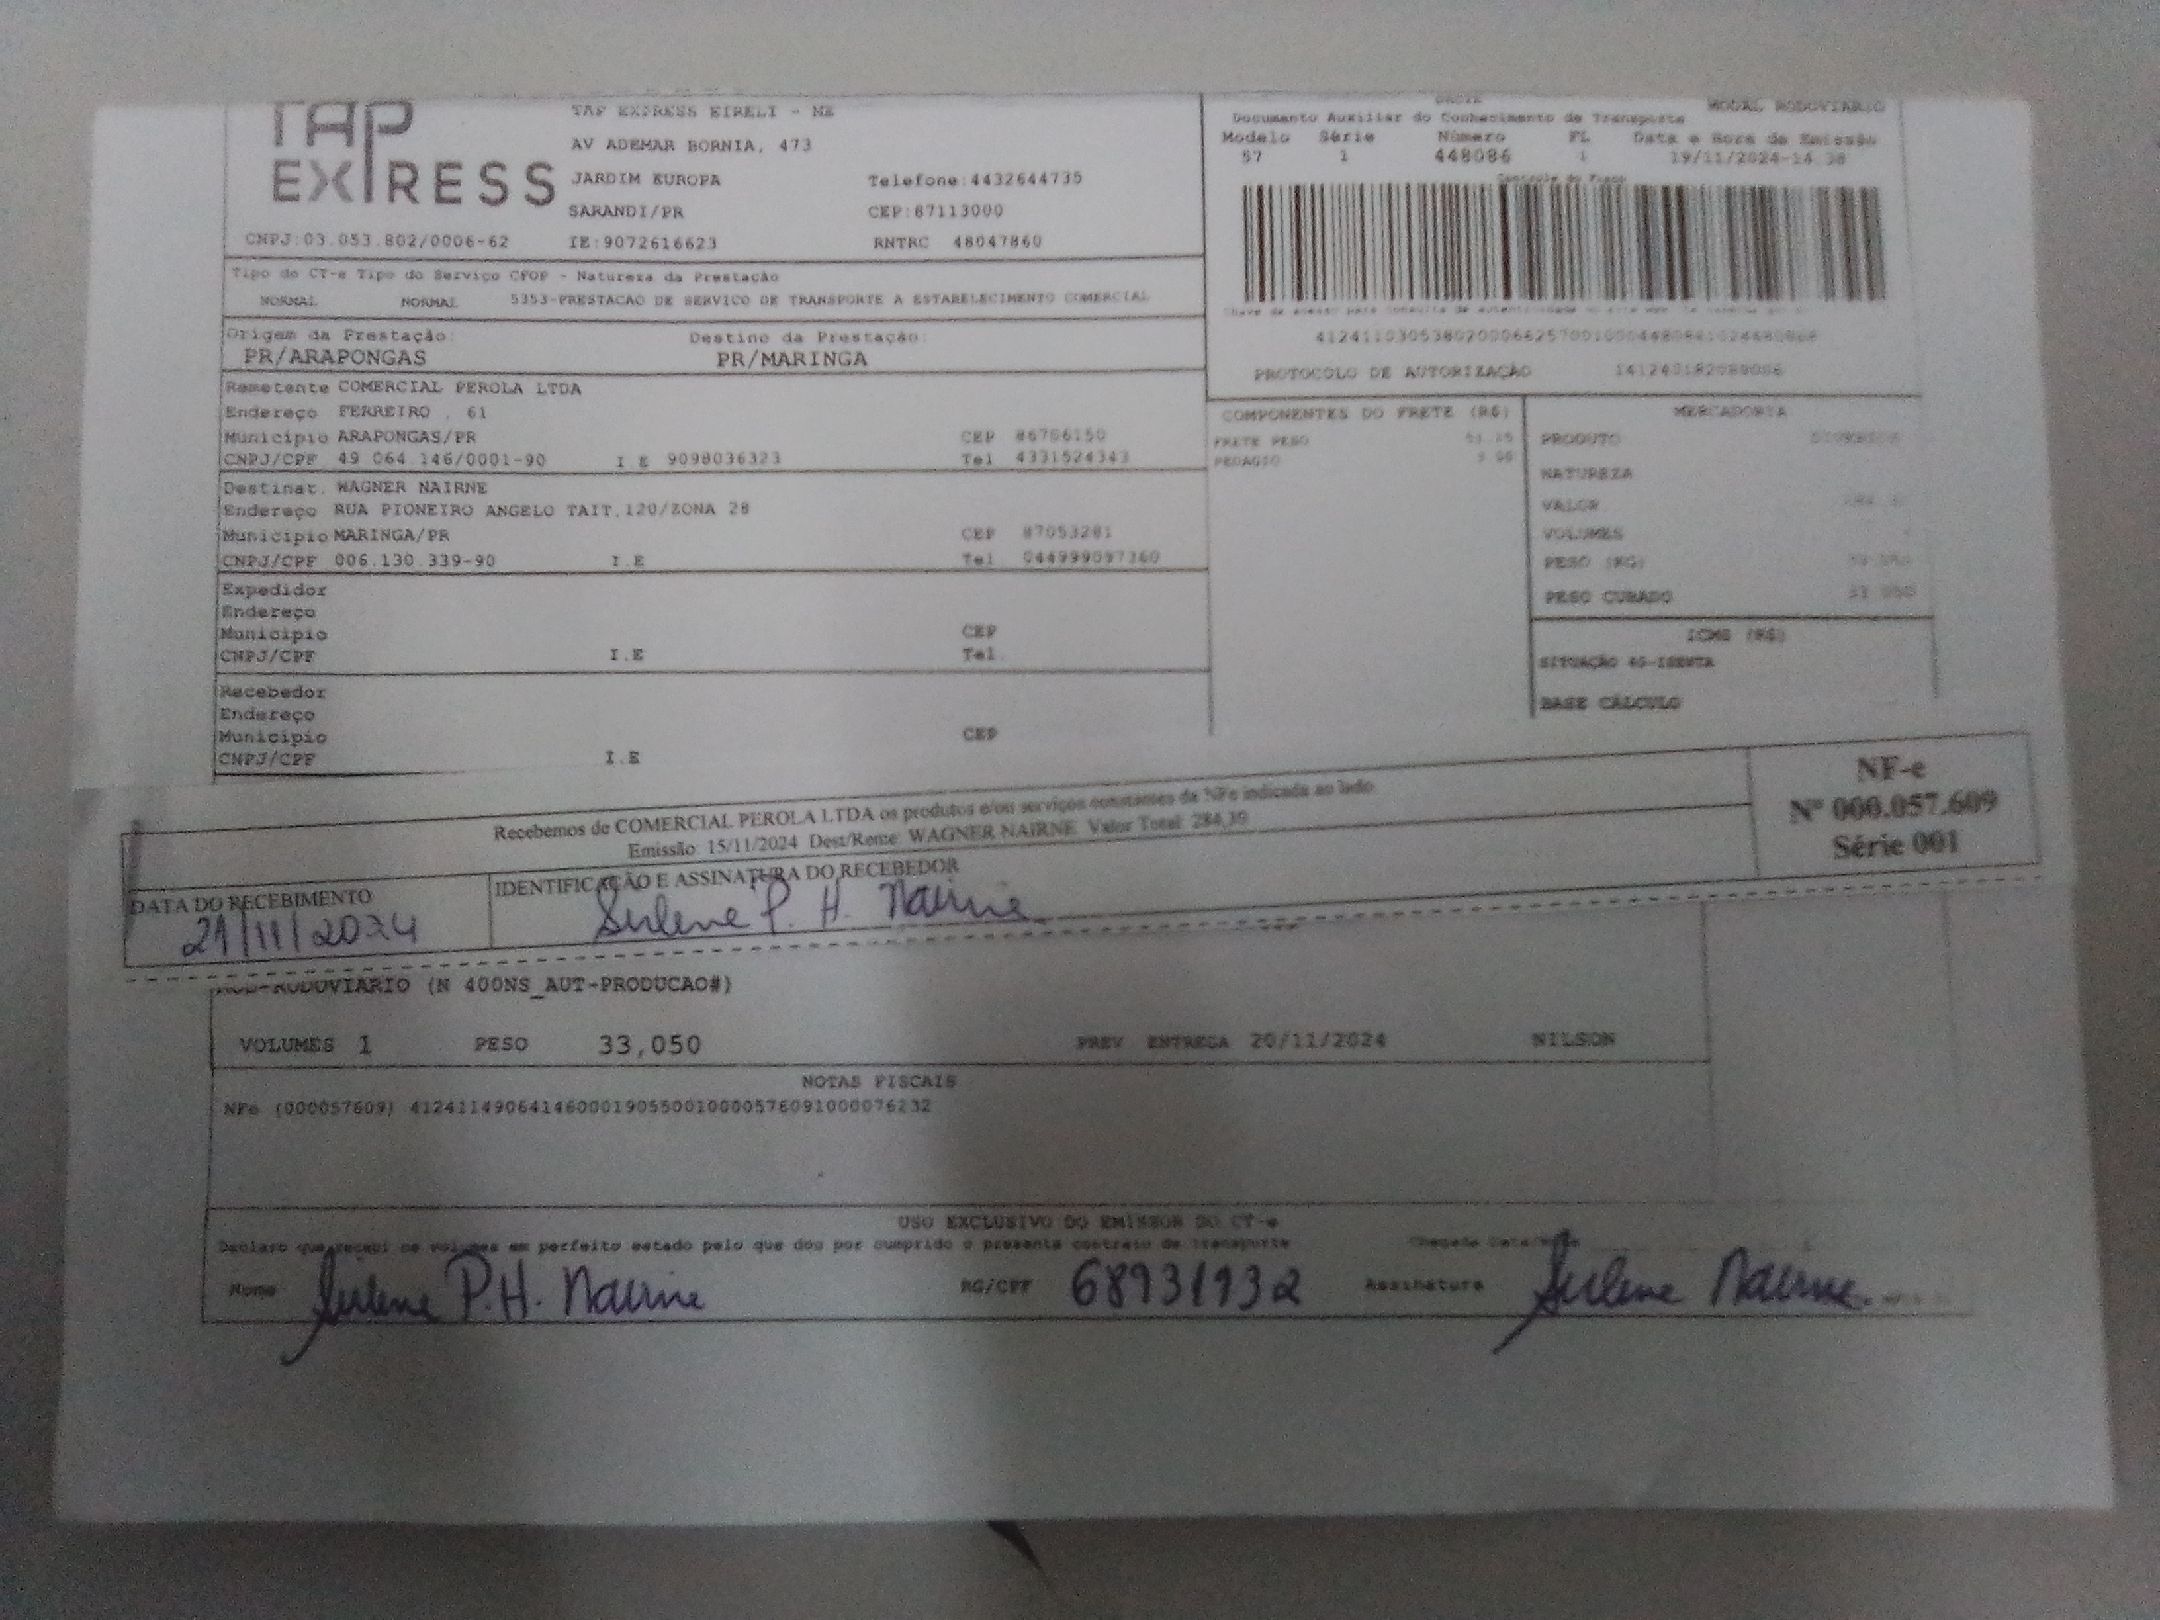 TAP EXPRESS
TAP EXPRESS EIRELI - ME
AV ADEMAR BORNIA, 473
JARDIM EUROPA Telefone:4432644735
SARANDI/PR CEP:87113000
CNPJ:03.053.802/0006-62 IE:9072616623 RNTRC 48047860
MODAL RODOVIARIO
Documento Auxiliar do Conhecimento de Transporte
Modelo Série Número FL Data e Hora de Emissão
57 1 448086 1 19/11/2024-14.38
Controle do Fisco
Tipo do CT-e Tipo do Serviço CFOP - Natureza da Prestação
NORMAL NORMAL 5353-PRESTACAO DE SERVICO DE TRANSPORTE A ESTABELECIMENTO COMERCIAL
Origem da Prestação: Destino da Prestação:
PR/ARAPONGAS PR/MARINGA
PROTOCOLO DE AUTORIZAÇÃO
Remetente COMERCIAL PEROLA LTDA
Endereço FERREIRO , 61
Município ARAPONGAS/PR CEP 86706150
CNPJ/CPF 49 064.146/0001-90 I E 9098036323 Tel 4331524343
Destinat. WAGNER NAIRNE
Endereço RUA PIONEIRO ANGELO TAIT,120/ZONA 28
Município MARINGA/PR CEP 87053281
CNPJ/CPF 006.130.339-90 I.E Tel 044999097360
Expedidor
Endereço
Município CEP
CNPJ/CPF I.E Tel.
Recebedor
Endereço
Município CEP
CNPJ/CPF I.E
COMPONENTES DO FRETE (R$)
FRETE PESO
PEDAGIO
MERCADORIA
PRODUTO
NATUREZA
VALOR
VOLUMES
PESO (KG)
PESO CUBADO
ICMS (R$)
SITUAÇÃO 40-ISENTA
BASE CÁLCULO
Recebemos de COMERCIAL PEROLA LTDA os produtos e/ou serviços constantes da NFe indicada ao lado
Emissão: 15/11/2024 Dest/Reme: WAGNER NAIRNE Valor Total: 284,30
NF-e
Nº 000.057.609
Série 001
DATA DO RECEBIMENTO IDENTIFICAÇÃO E ASSINATURA DO RECEBEDOR
21/11/2024 Sirlene P. H. Nairne
RODOVIARIO (N 400NS_AUT-PRODUCAO#)
VOLUMES 1 PESO 33,050 PREV ENTREGA 20/11/2024 NILSON
NOTAS FISCAIS
NFe (000057609) 41241149064146000190550010000576091000076232
USO EXCLUSIVO DO EMISSOR DO CT-e
Declaro que recebi os volumes em perfeito estado pelo que dou por cumprido o presente contrato de transporte
Nome Sirlene P.H. Nairne RG/CPF 68931932 Assinatura Sirlene Nairne